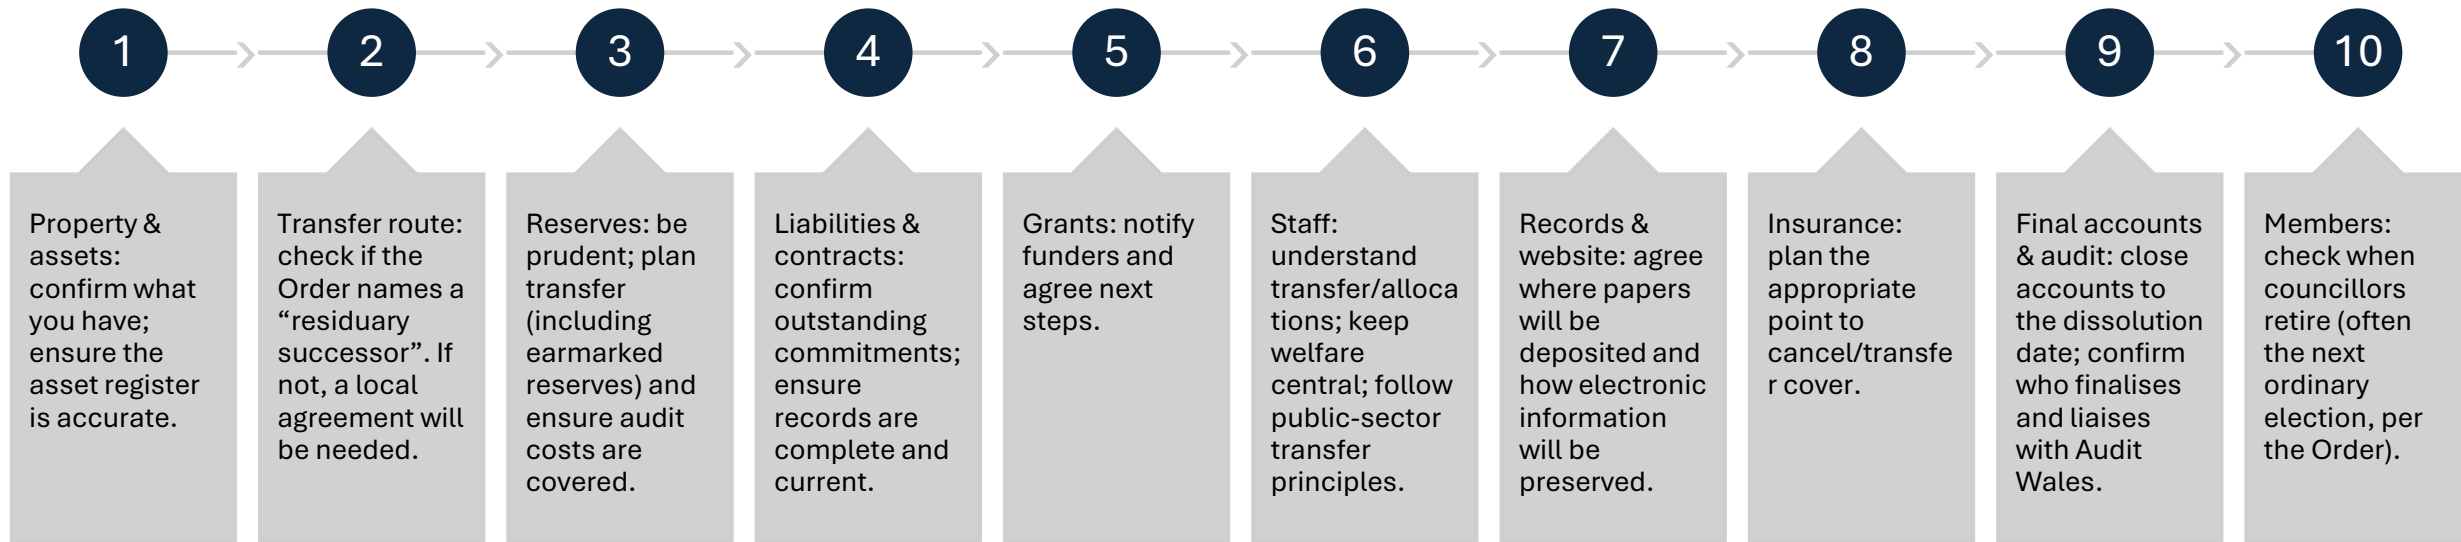 1
2
3
4
5
6
7
8
9
10
Property &
assets:
confirm what
you have;
ensure the
asset register
is accurate.
Transfer route:
check if the
Order names a
“residuary
successor”. If
not, a local
agreement will
be needed.
Reserves: be
prudent; plan
transfer
(including
earmarked
reserves) and
ensure audit
costs are
covered.
Liabilities &
contracts:
confirm
outstanding
commitments;
ensure
records are
complete and
current.
Grants: notify
funders and
agree next
steps.
Staff:
understand
transfer/alloca
tions; keep
welfare
central; follow
public-sector
transfer
principles.
Records &
website: agree
where papers
will be
deposited and
how electronic
information
will be
preserved.
Insurance:
plan the
appropriate
point to
cancel/transfe
r cover.
Final accounts
& audit: close
accounts to
the dissolution
date; confirm
who finalises
and liaises
with Audit
Wales.
Members:
check when
councillors
retire (often
the next
ordinary
election, per
the Order).